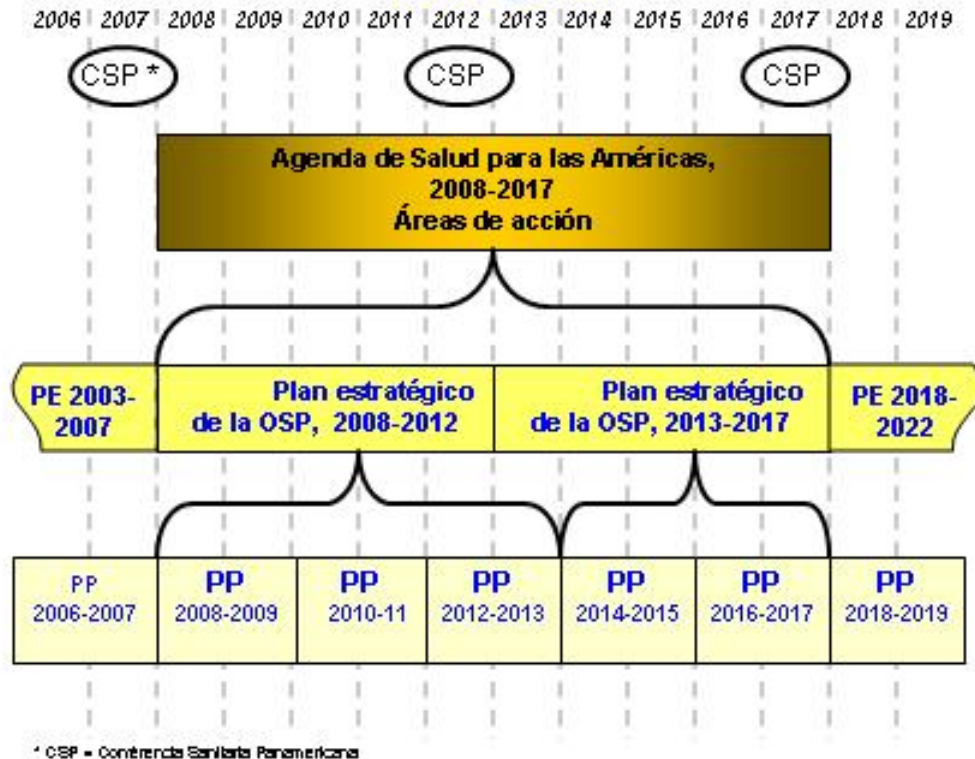 2006 2007 2008 2009 2010 2011 2012 2013 2014 2015 2016 2017 2018 2019
CSP * CSP CSP
Agenda de Salud para las Américas,
2008-2017
Áreas de acción
PE 2003-
2007
Plan estratégico
de la OSP, 2008-2012
Plan estratégico
de la OSP, 2013-2017
PE 2018-
2022
PP
2006-2007
PP
2008-2009
PP
2010-11
PP
2012-2013
PP
2014-2015
PP
2016-2017
PP
2018-2019
* CSP = Conferencia Sanitaria Panamericana